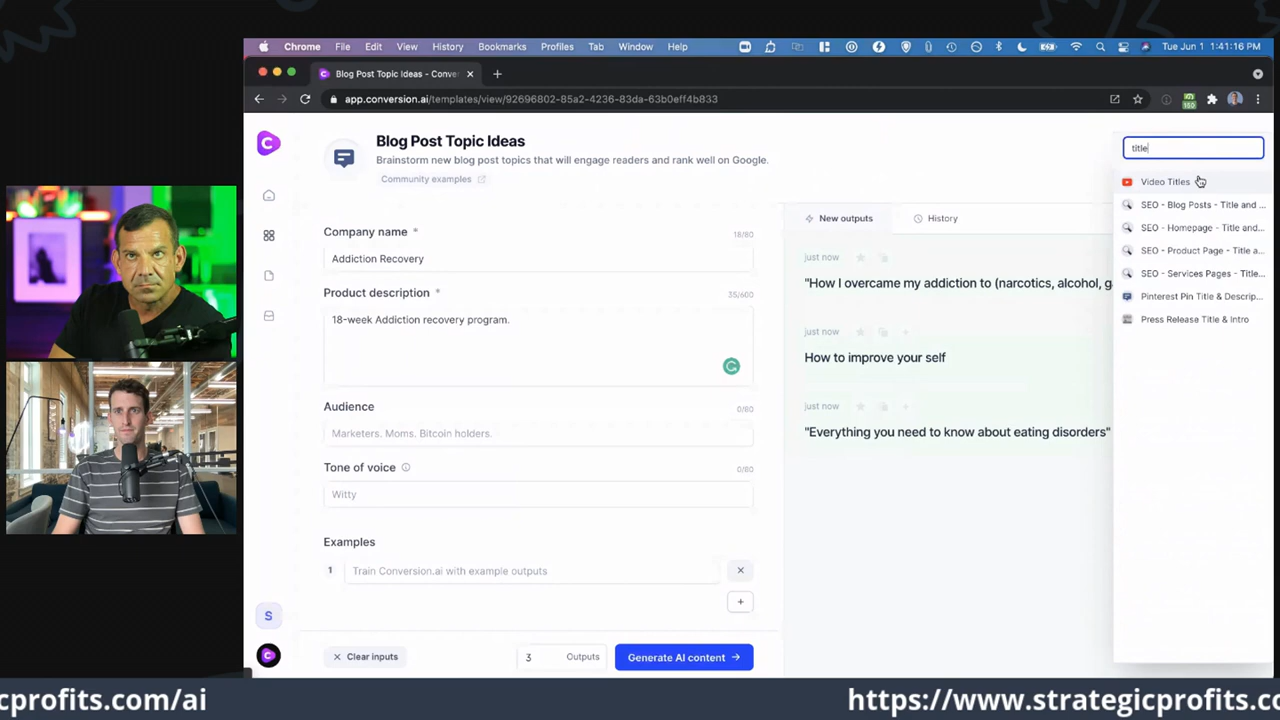 Chrome File Edit View History Bookmarks Profiles Tab Window Help
Tue Jun 1 1:41:16 PM
Blog Post Topic Ideas - Conver
app.conversion.ai/templates/view/92696802-85a2-4236-83da-63b0eff4b833
150
Blog Post Topic Ideas
Brainstorm new blog post topics that will engage readers and rank well on Google.
Community examples
title
Video Titles
SEO - Blog Posts - Title and ...
SEO - Homepage - Title and...
SEO - Product Page - Title a...
SEO - Services Pages - Title...
Pinterest Pin Title & Descrip...
Press Release Title & Intro
Company name *
18/80
Addiction Recovery
Product description *
35/600
18-week Addiction recovery program.
Audience
0/80
Marketers. Moms. Bitcoin holders.
Tone of voice
0/80
Witty
Examples
1 Train Conversion.ai with example outputs
Clear inputs
3 Outputs
Generate AI content
New outputs
History
just now
"How I overcame my addiction to (narcotics, alcohol, g
just now
How to improve your self
just now
"Everything you need to know about eating disorders"
S
cprofits.com/ai
https://www.strategicprofits.co